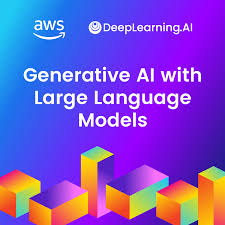 aws
DeepLearning.AI
Generative AI with
Large Language
Models